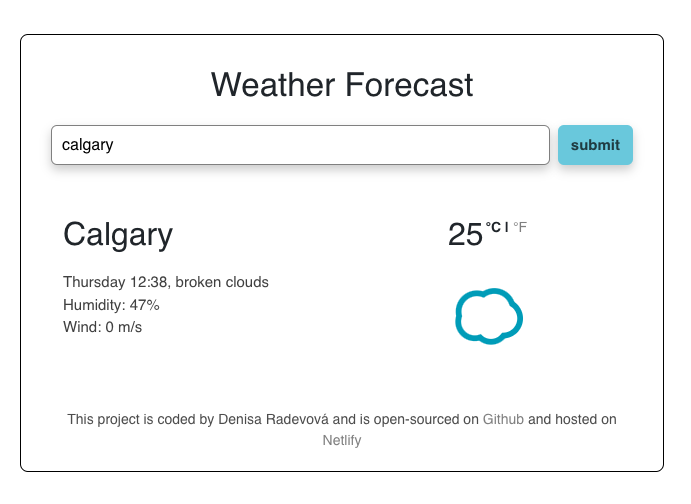 Weather Forecast
calgary submit
Calgary 25 °C | °F
Thursday 12:38, broken clouds
Humidity: 47%
Wind: 0 m/s
This project is coded by Denisa Radevová and is open-sourced on Github and hosted on
Netlify